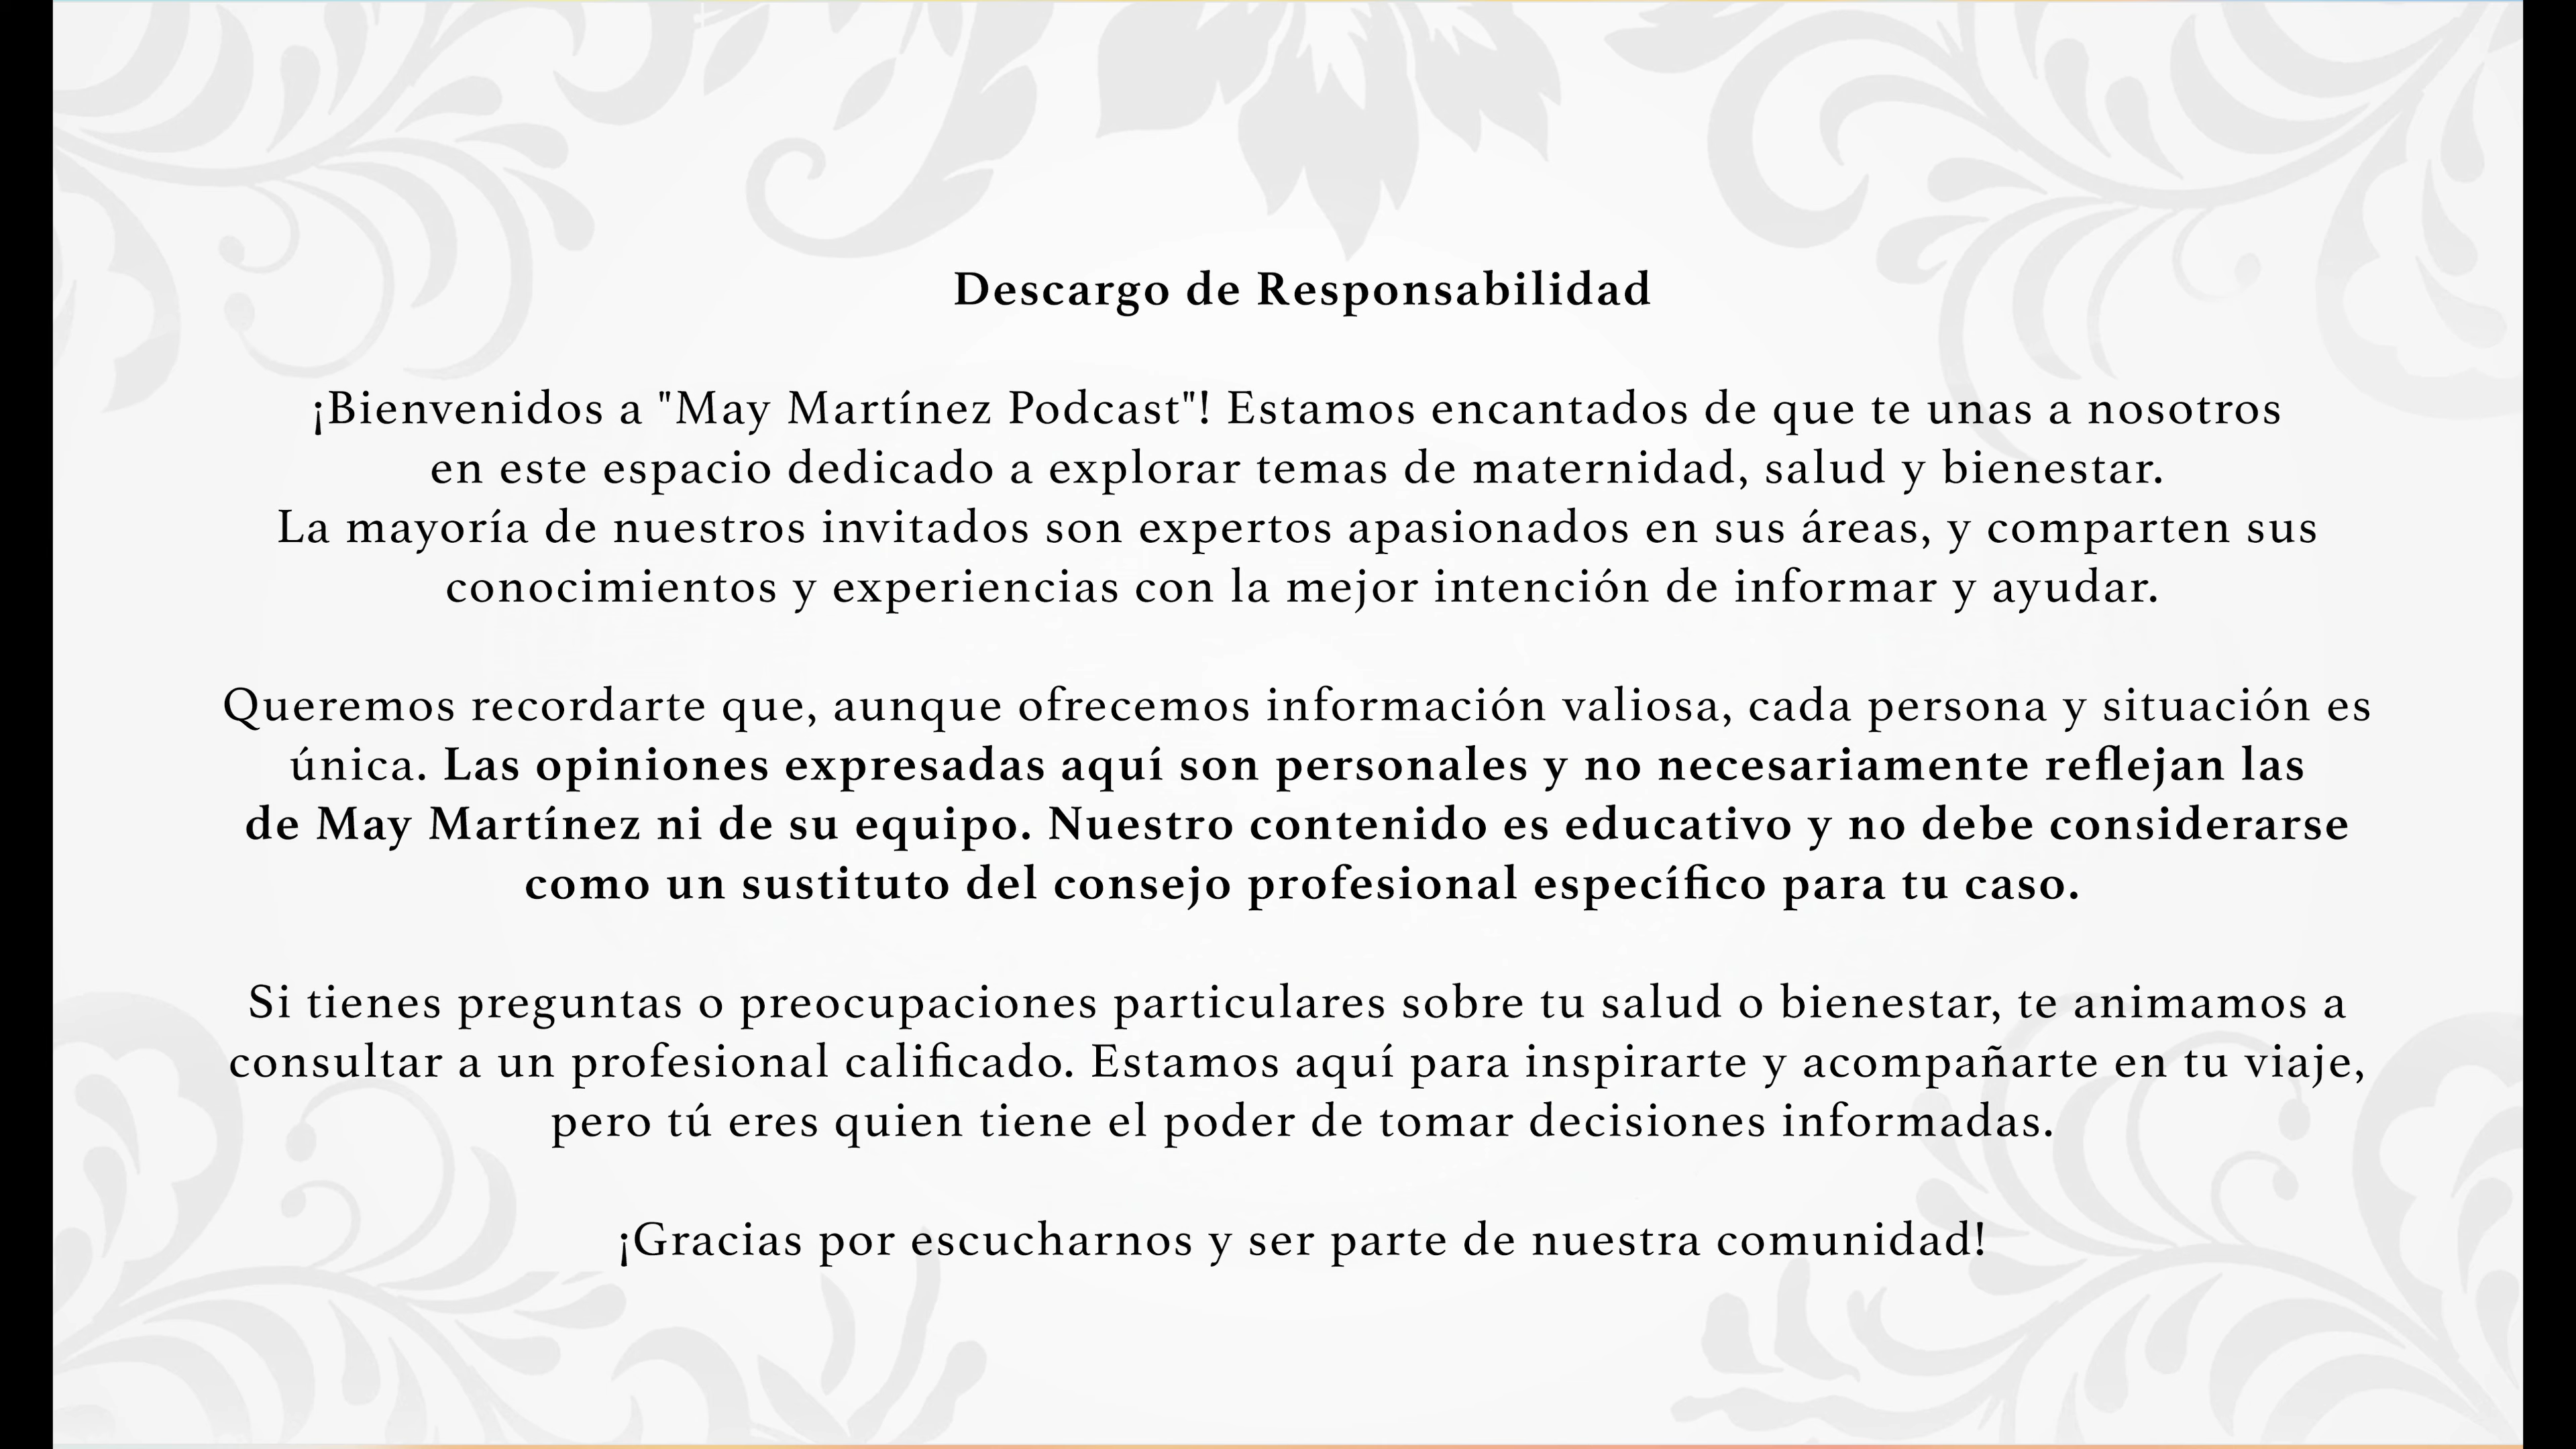 Descargo de Responsabilidad
¡Bienvenidos a "May Martínez Podcast"! Estamos encantados de que te unas a nosotros
en este espacio dedicado a explorar temas de maternidad, salud y bienestar.
La mayoría de nuestros invitados son expertos apasionados en sus áreas, y comparten sus
conocimientos y experiencias con la mejor intención de informar y ayudar.
Queremos recordarte que, aunque ofrecemos información valiosa, cada persona y situación es
única. Las opiniones expresadas aquí son personales y no necesariamente reflejan las
de May Martínez ni de su equipo. Nuestro contenido es educativo y no debe considerarse
como un sustituto del consejo profesional específico para tu caso.
Si tienes preguntas o preocupaciones particulares sobre tu salud o bienestar, te animamos a
consultar a un profesional calificado. Estamos aquí para inspirarte y acompañarte en tu viaje,
pero tú eres quien tiene el poder de tomar decisiones informadas.
¡Gracias por escucharnos y ser parte de nuestra comunidad!